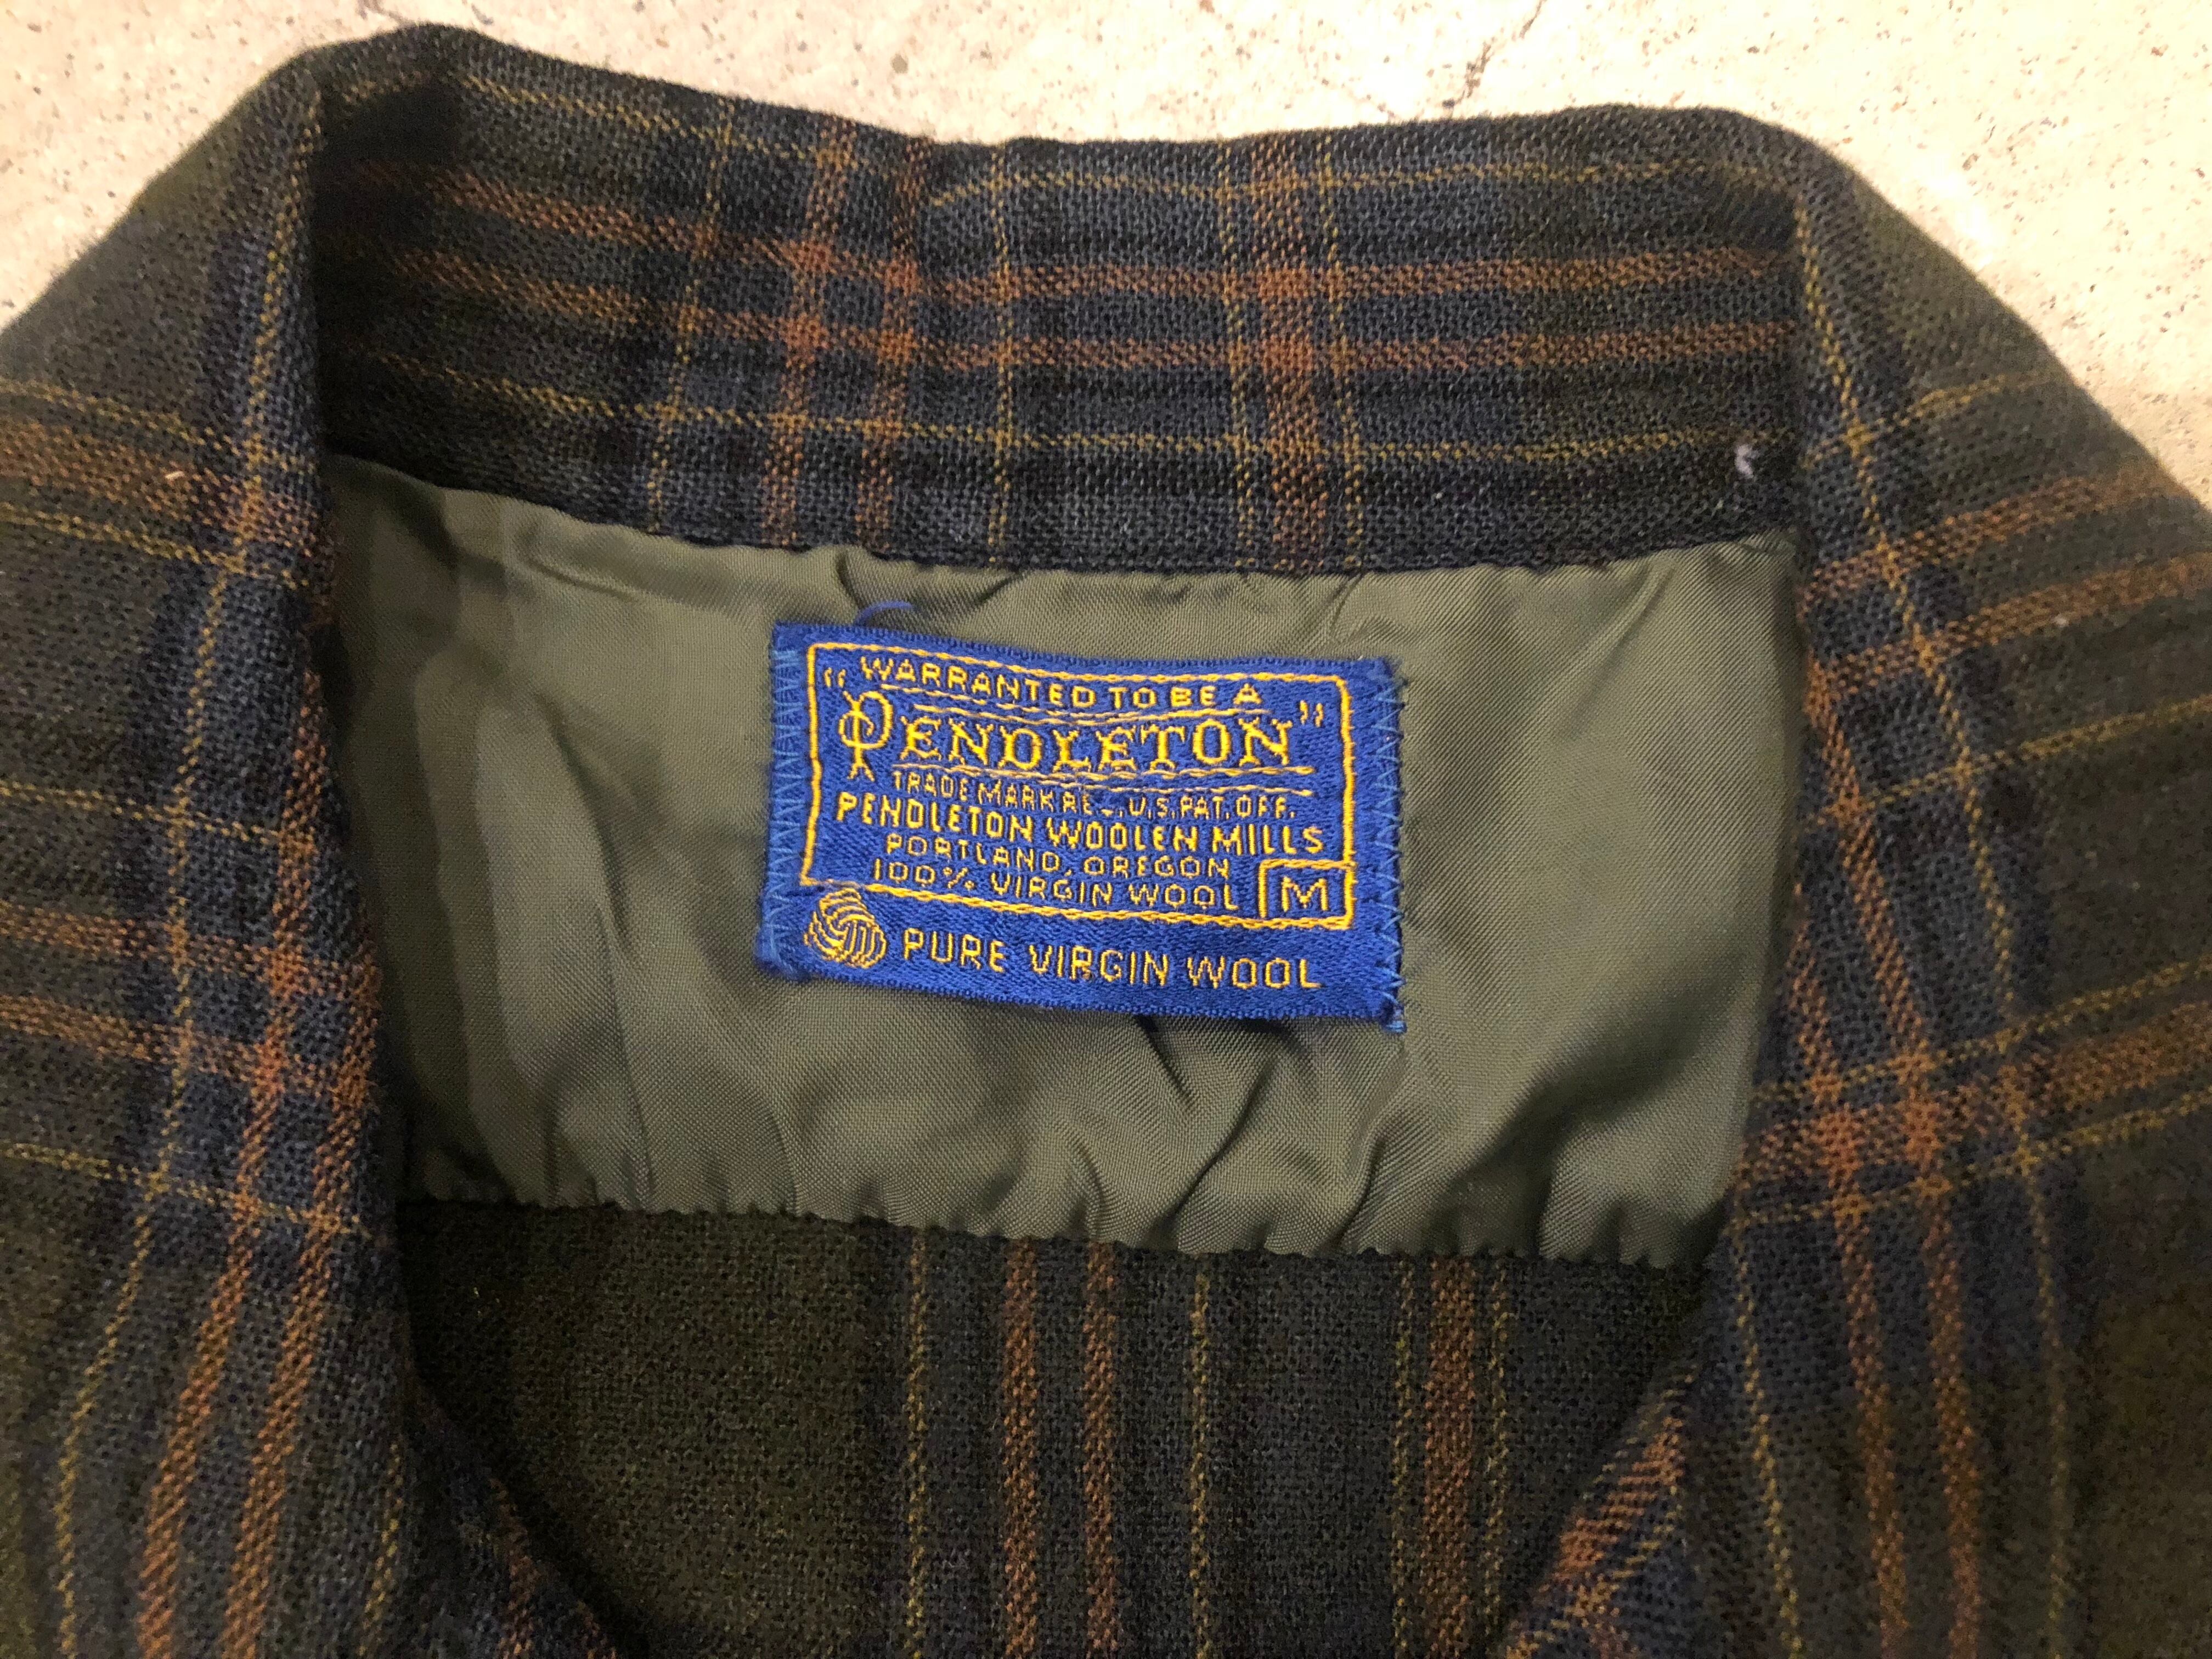 WARRANTED TO BE A
"PENDLETON"
TRADE MARK REG. U.S. PAT. OFF.
PENDLETON WOOLEN MILLS
PORTLAND, OREGON
100% VIRGIN WOOL M
PURE VIRGIN WOOL